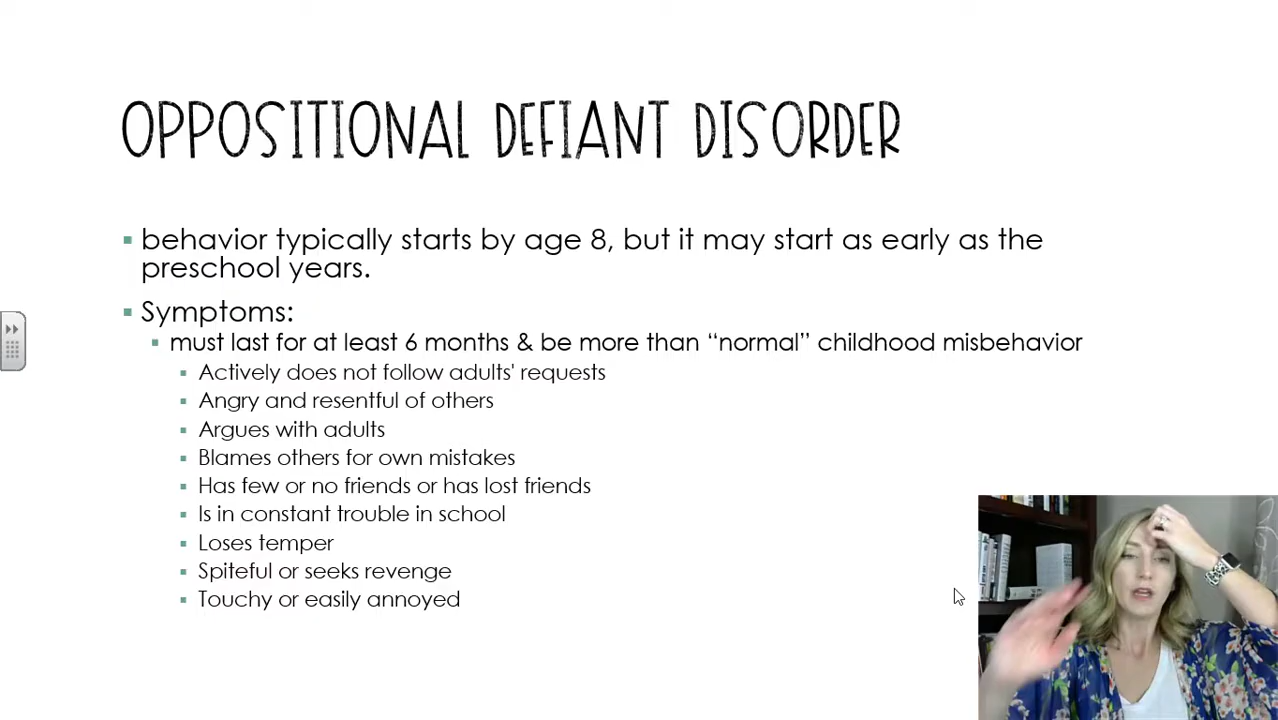 OPPOSITIONAL DEFIANT DISORDER
behavior typically starts by age 8, but it may start as early as the
preschool years.
Symptoms:
must last for at least 6 months & be more than “normal” childhood misbehavior
Actively does not follow adults' requests
Angry and resentful of others
Argues with adults
Blames others for own mistakes
Has few or no friends or has lost friends
Is in constant trouble in school
Loses temper
Spiteful or seeks revenge
Touchy or easily annoyed